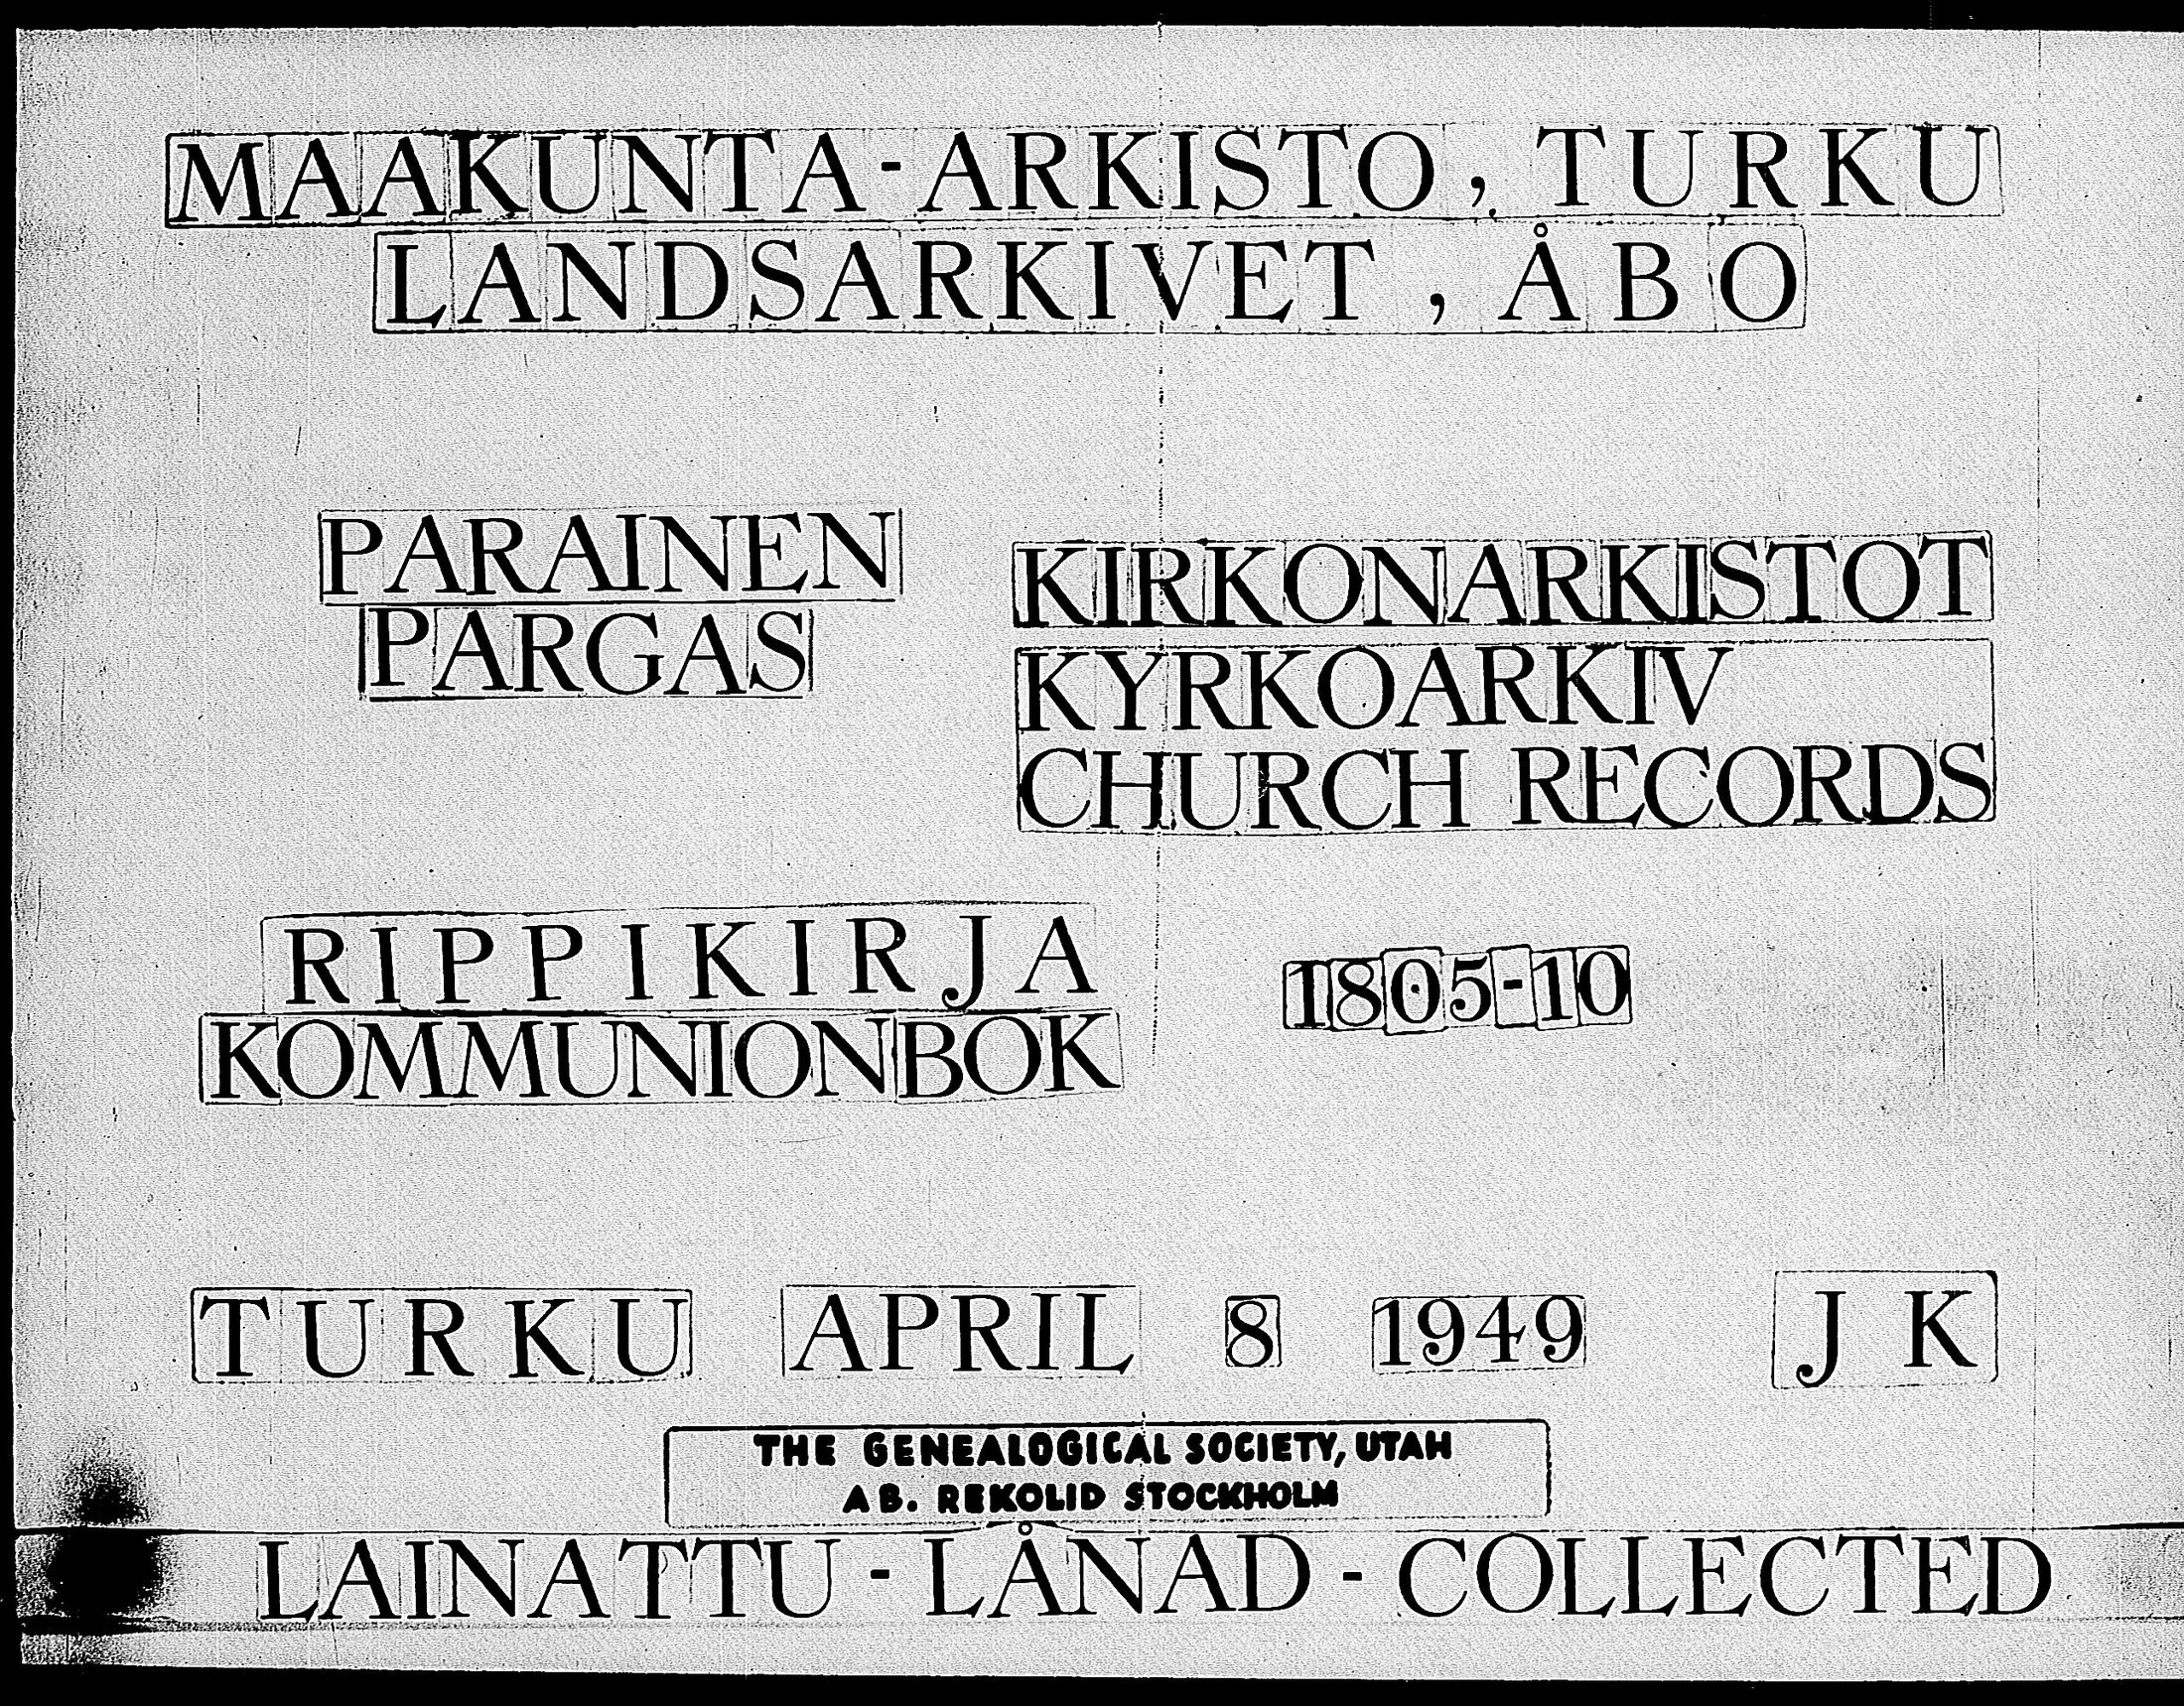 MAAKUNTA-ARKISTO, TURKU
LANDSARKIVET, ÅBO
PARAINEN
PARGAS
KIRKONARKISTOT
KYRKOARKIV
CHURCH RECORDS
RIPPIKIRJA
KOMMUNIONBOK
1805-10
TURKU APRIL 8 1949 J K
THE GENEALOGICAL SOCIETY, UTAH
AB. REKOLID STOCKHOLM
LAINATTU - LÅNAD - COLLECTED